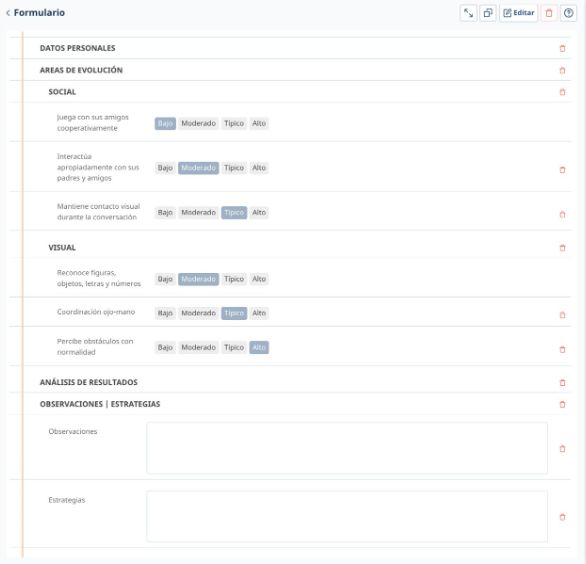 Formulario
Editar
DATOS PERSONALES
AREAS DE EVOLUCIÓN
SOCIAL
Juega con sus amigos
cooperativamente
Bajo Moderado Típico Alto
Interactúa
apropiadamente con sus
padres y amigos
Bajo Moderado Típico Alto
Mantiene contacto visual
durante la conversación
Bajo Moderado Típico Alto
VISUAL
Reconoce figuras,
objetos, letras y números
Bajo Moderado Típico Alto
Coordinación ojo-mano
Bajo Moderado Típico Alto
Percibe obstáculos con
normalidad
Bajo Moderado Típico Alto
ANÁLISIS DE RESULTADOS
OBSERVACIONES | ESTRATEGIAS
Observaciones
Estrategias